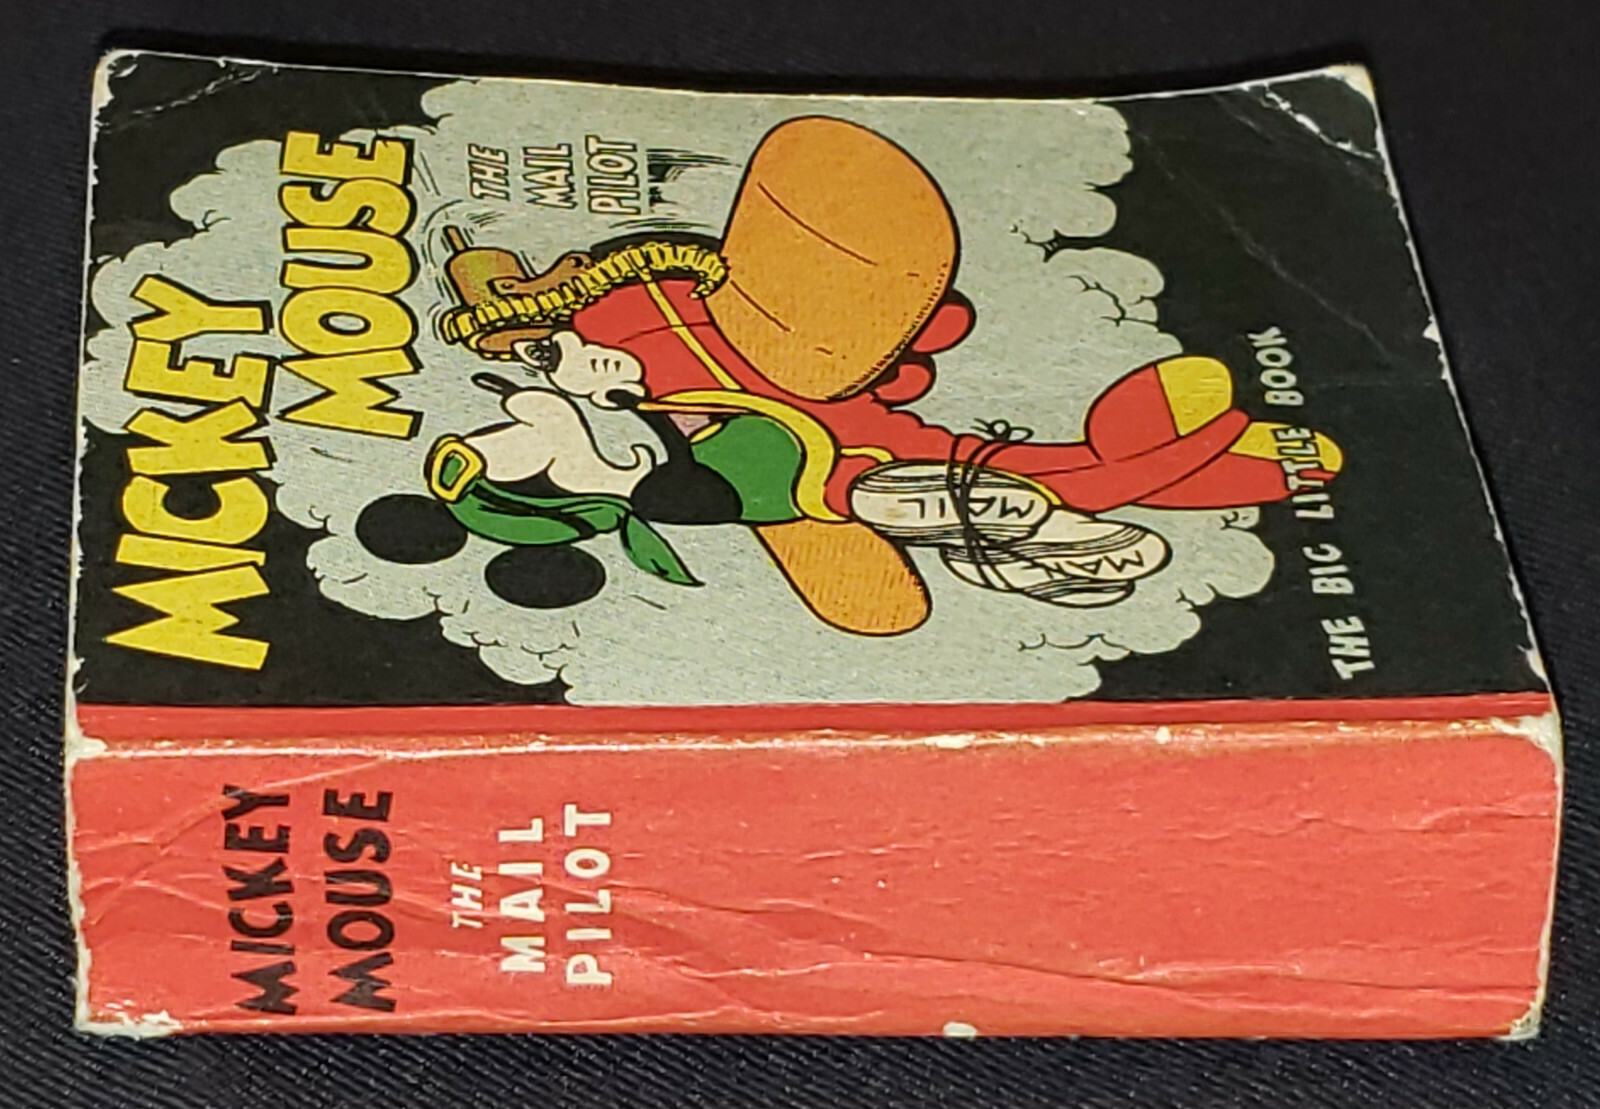 MICKEY
MOUSE
THE
MAIL
PILOT
MAIL
MAIL
THE BIG LITTLE BOOK
MICKEY
MOUSE
THE
MAIL
PILOT